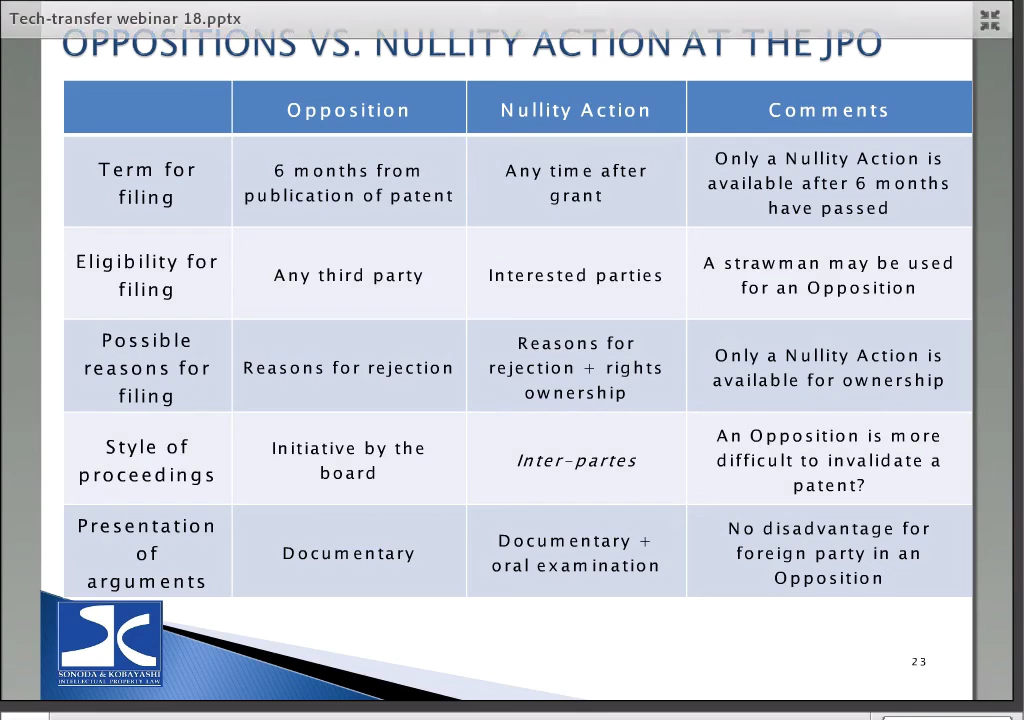 Tech-transfer webinar 18.pptx
OPPOSITIONS VS. NULLITY ACTION AT THE JPO
Opposition
Nullity Action
Comments
Term for
filing
6 months from
publication of patent
Any time after
grant
Only a Nullity Action is
available after 6 months
have passed
Eligibility for
filing
Any third party
Interested parties
A strawman may be used
for an Opposition
Possible
reasons for
filing
Reasons for rejection
Reasons for
rejection + rights
ownership
Only a Nullity Action is
available for ownership
Style of
proceedings
Initiative by the
board
Inter-partes
An Opposition is more
difficult to invalidate a
patent?
Presentation
of
arguments
Documentary
Documentary +
oral examination
No disadvantage for
foreign party in an
Opposition
SONODA & KOBAYASHI
INTELLECTUAL PROPERTY LAW
23